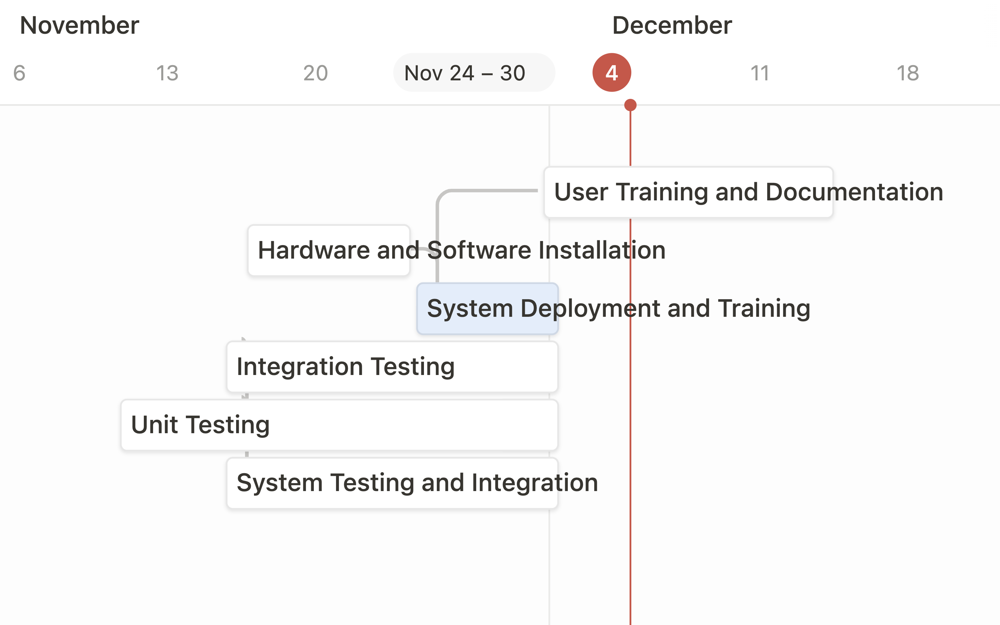 November December
6 13 20 Nov 24 – 30 4 11 18
User Training and Documentation
Hardware and Software Installation
System Deployment and Training
Integration Testing
Unit Testing
System Testing and Integration